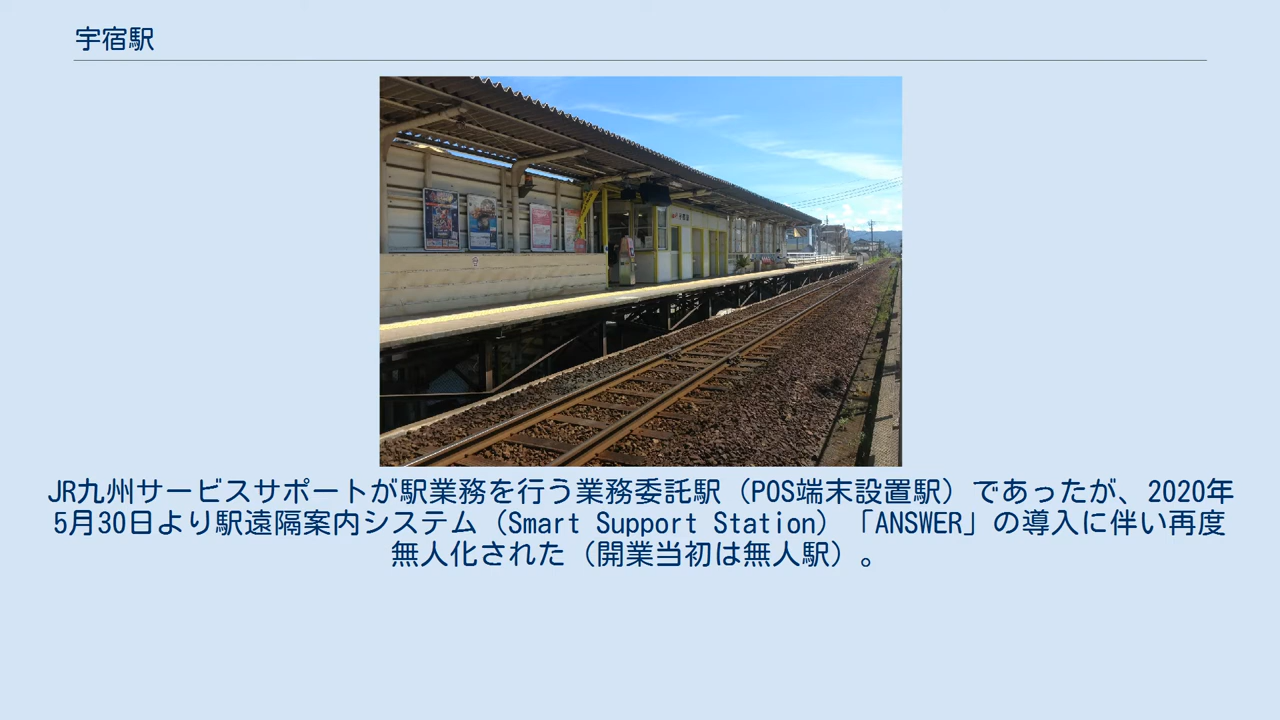 宇宿駅
JR九州サービスサポートが駅業務を行う業務委託駅（POS端末設置駅）であったが、2020年
5月30日より駅遠隔案内システム（Smart Support Station）「ANSWER」の導入に伴い再度
無人化された（開業当初は無人駅）。